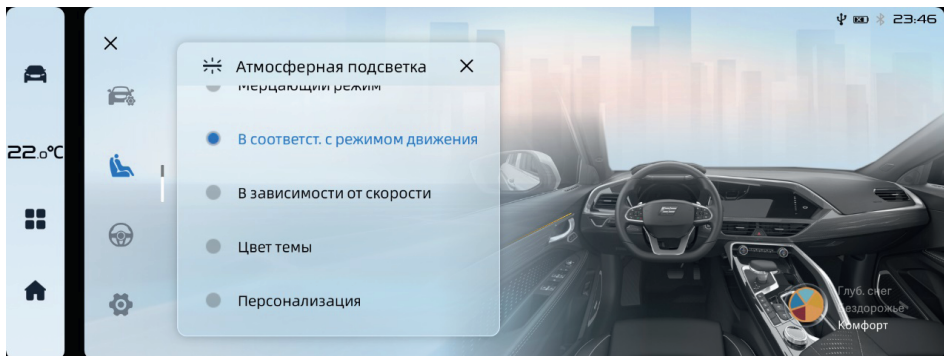 23:46
Атмосферная подсветка
Мерцающий режим
В соответст. с режимом движения
22.0°C
В зависимости от скорости
Цвет темы
Персонализация
Глуб. снег
Бездорожье
Комфорт